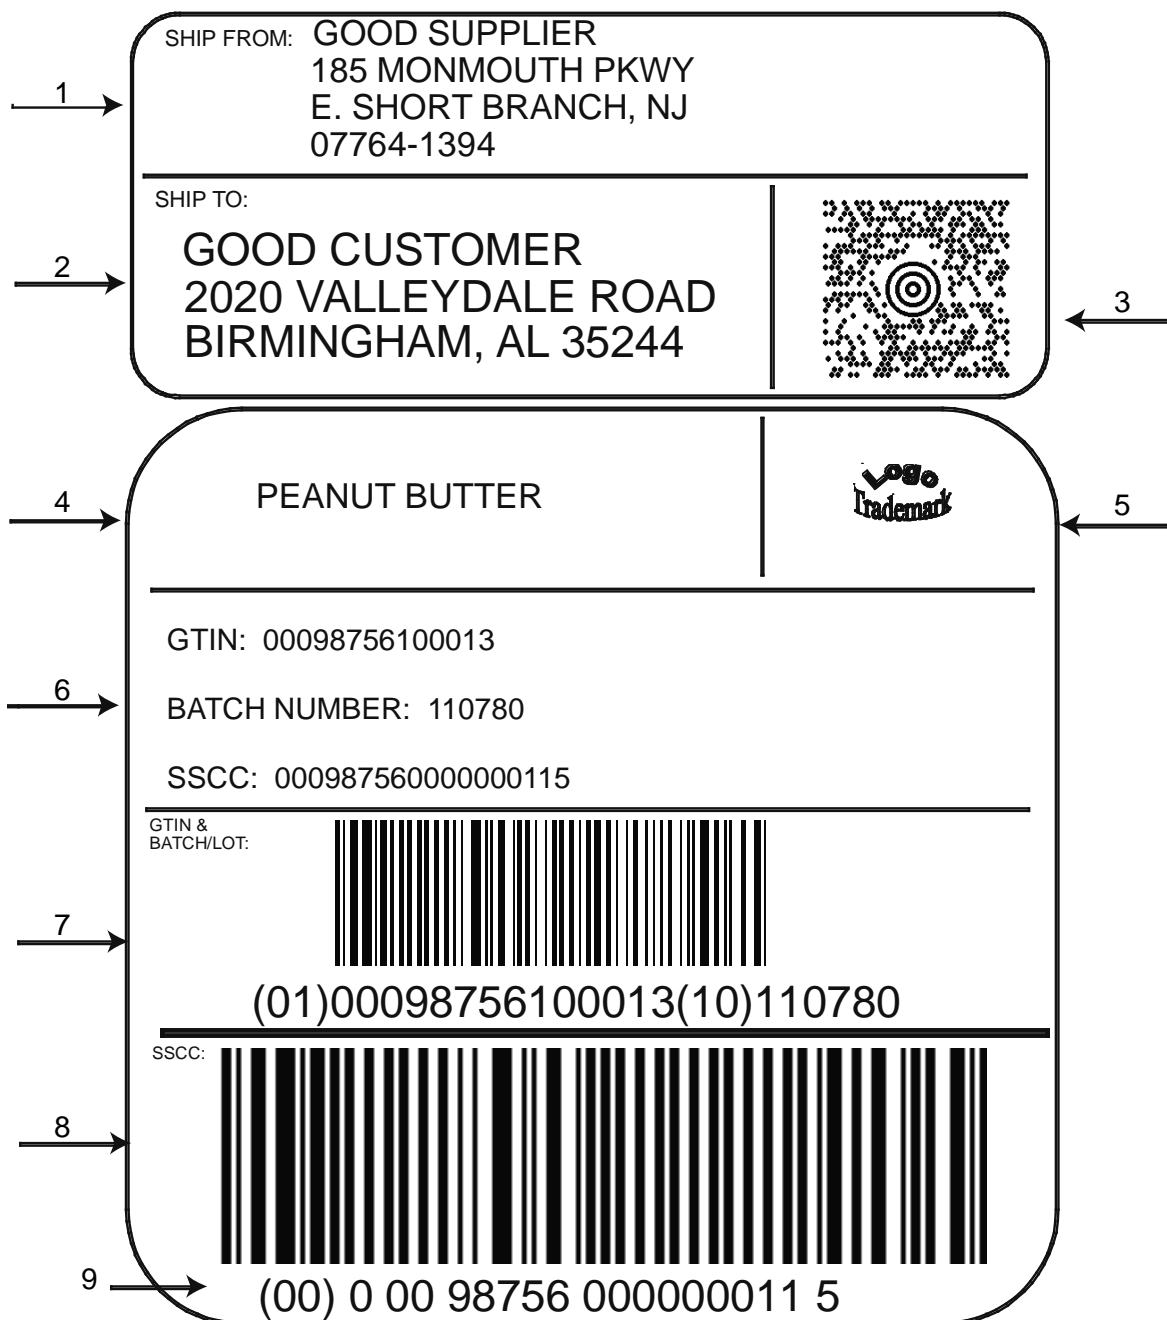 SHIP FROM: GOOD SUPPLIER
185 MONMOUTH PKWY
E. SHORT BRANCH, NJ
07764-1394
1
SHIP TO:
GOOD CUSTOMER
2020 VALLEYDALE ROAD
BIRMINGHAM, AL 35244
2
3
PEANUT BUTTER
4
Logo
Trademark
5
GTIN: 00098756100013
BATCH NUMBER: 110780
6
SSCC: 000987560000000115
GTIN &
BATCH/LOT:
7
(01)00098756100013(10)110780
SSCC:
8
9
(00) 0 00 98756 000000011 5